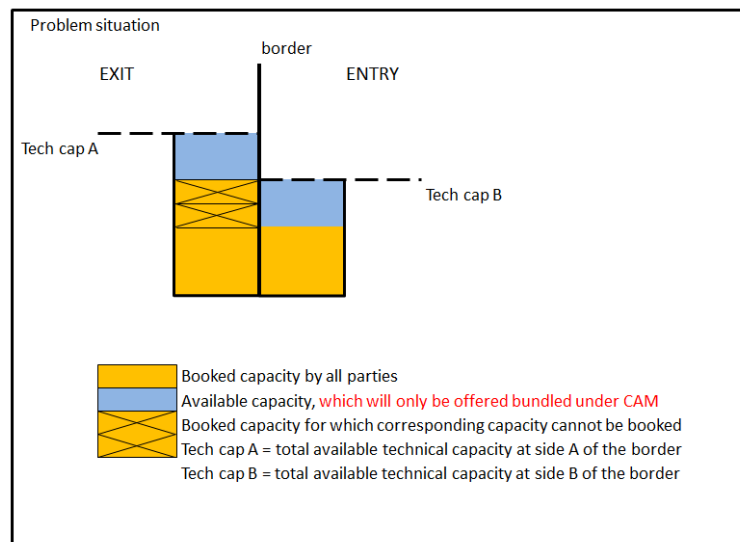 Problem situation
border
EXIT
ENTRY
Tech cap A
Tech cap B
Booked capacity by all parties
Available capacity, which will only be offered bundled under CAM
Booked capacity for which corresponding capacity cannot be booked
Tech cap A = total available technical capacity at side A of the border
Tech cap B = total available technical capacity at side B of the border